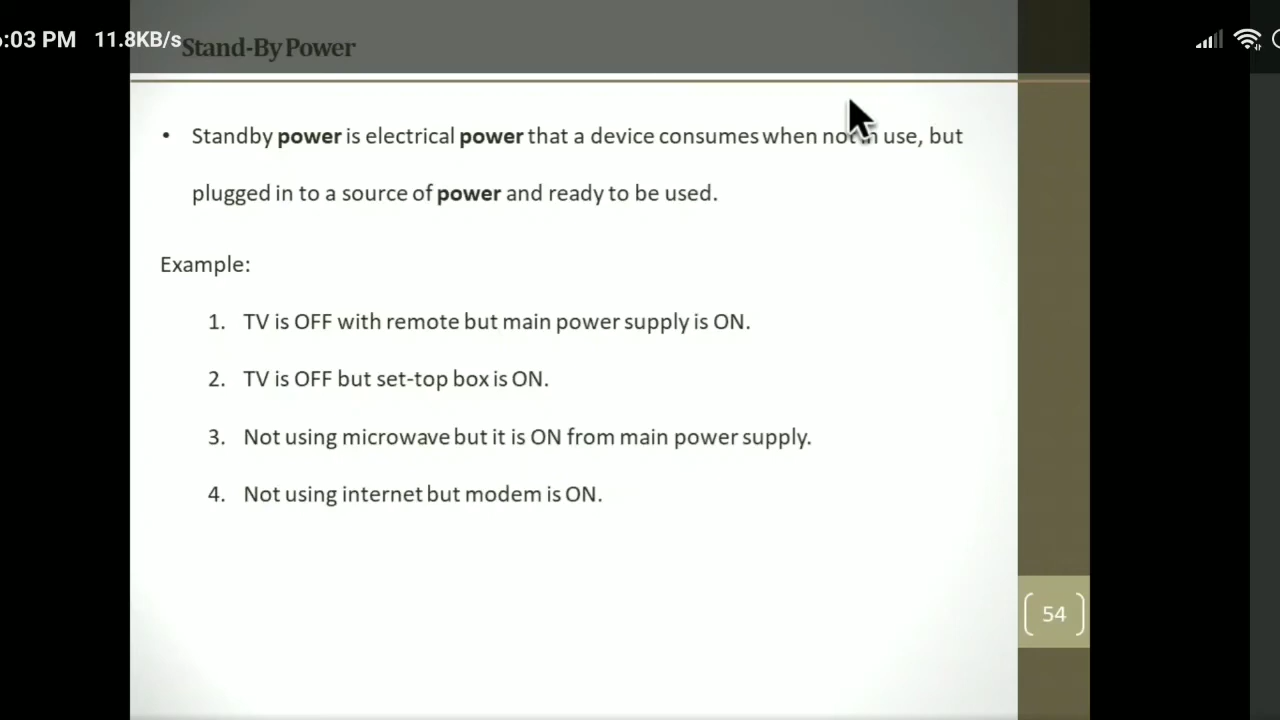 :03 PM 11.8KB/s
Stand-By Power
• Standby power is electrical power that a device consumes when not in use, but
plugged in to a source of power and ready to be used.
Example:
1. TV is OFF with remote but main power supply is ON.
2. TV is OFF but set-top box is ON.
3. Not using microwave but it is ON from main power supply.
4. Not using internet but modem is ON.
54